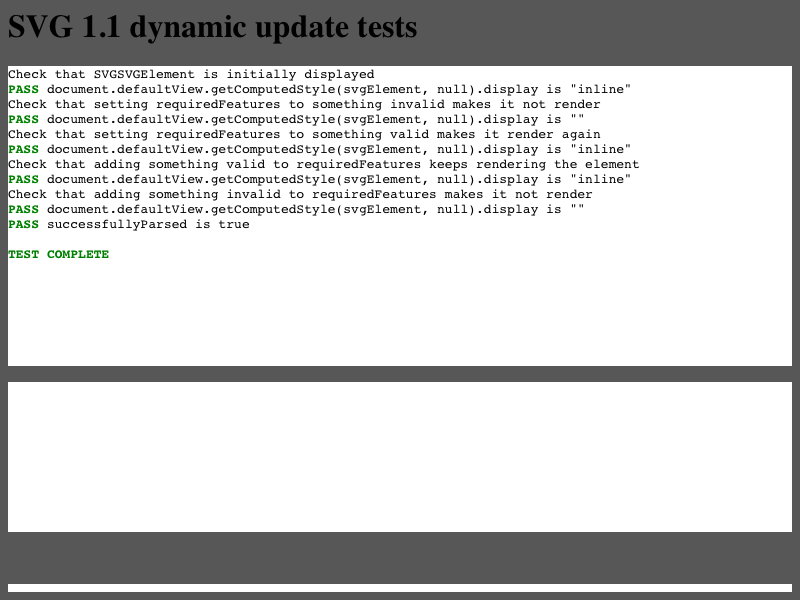 SVG 1.1 dynamic update tests
Check that SVGSVGElement is initially displayed
PASS document.defaultView.getComputedStyle(svgElement, null).display is "inline"
Check that setting requiredFeatures to something invalid makes it not render
PASS document.defaultView.getComputedStyle(svgElement, null).display is ""
Check that setting requiredFeatures to something valid makes it render again
PASS document.defaultView.getComputedStyle(svgElement, null).display is "inline"
Check that adding something valid to requiredFeatures keeps rendering the element
PASS document.defaultView.getComputedStyle(svgElement, null).display is "inline"
Check that adding something invalid to requiredFeatures makes it not render
PASS document.defaultView.getComputedStyle(svgElement, null).display is ""
PASS successfullyParsed is true
TEST COMPLETE